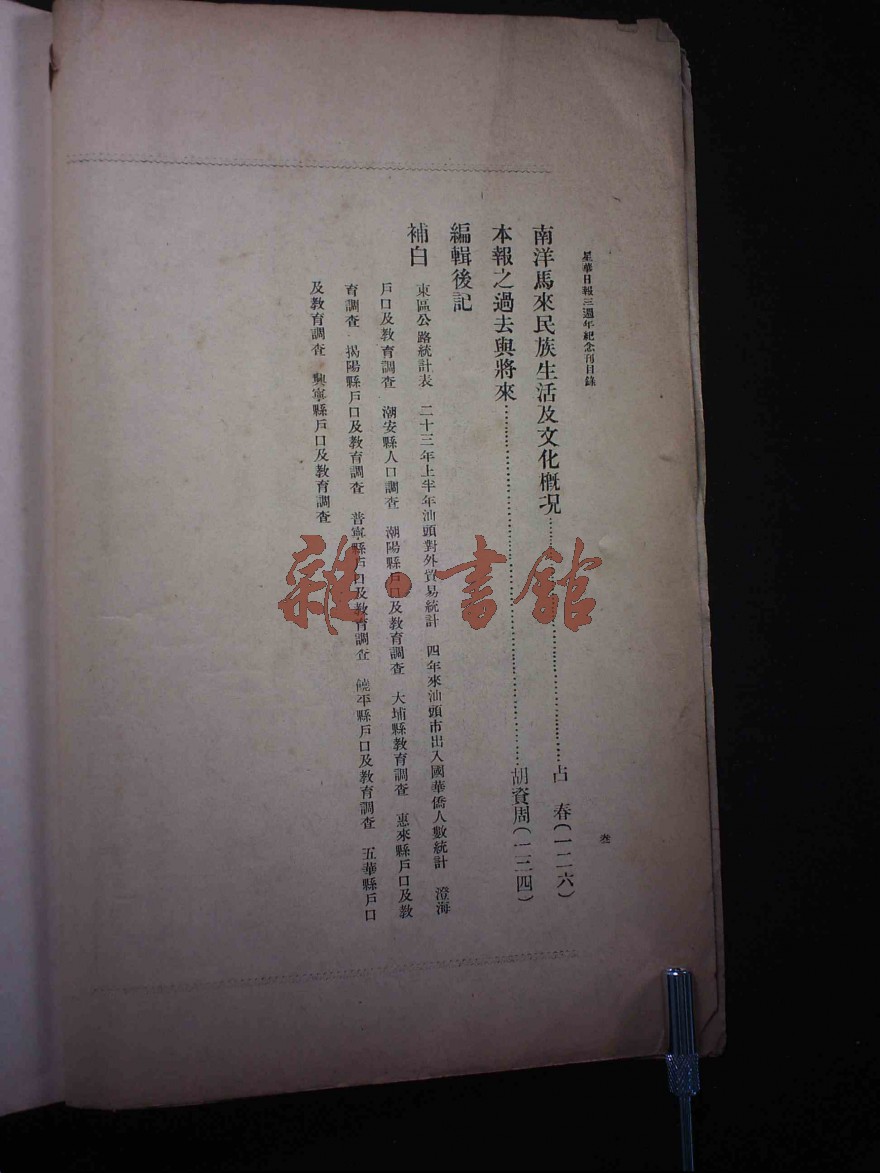 星華日報三週年紀念刊目錄
叁
南洋馬來民族生活及文化概況……占　春(一二六)
本報之過去與將來……胡資周(一三四)
編輯後記
補白　東區公路統計表　二十三年上半年汕頭對外貿易統計　四年來汕頭市出入國華僑人數統計　澄海
戶口及教育調查　潮安縣人口調查　潮陽縣戶口及教育調查　大埔縣教育調查　惠來縣戶口及教
育調查　揭陽縣戶口及教育調查　普寧縣戶口及教育調查　饒平縣戶口及教育調查　五華縣戶口
及教育調查　興寧縣戶口及教育調查
雜·書館